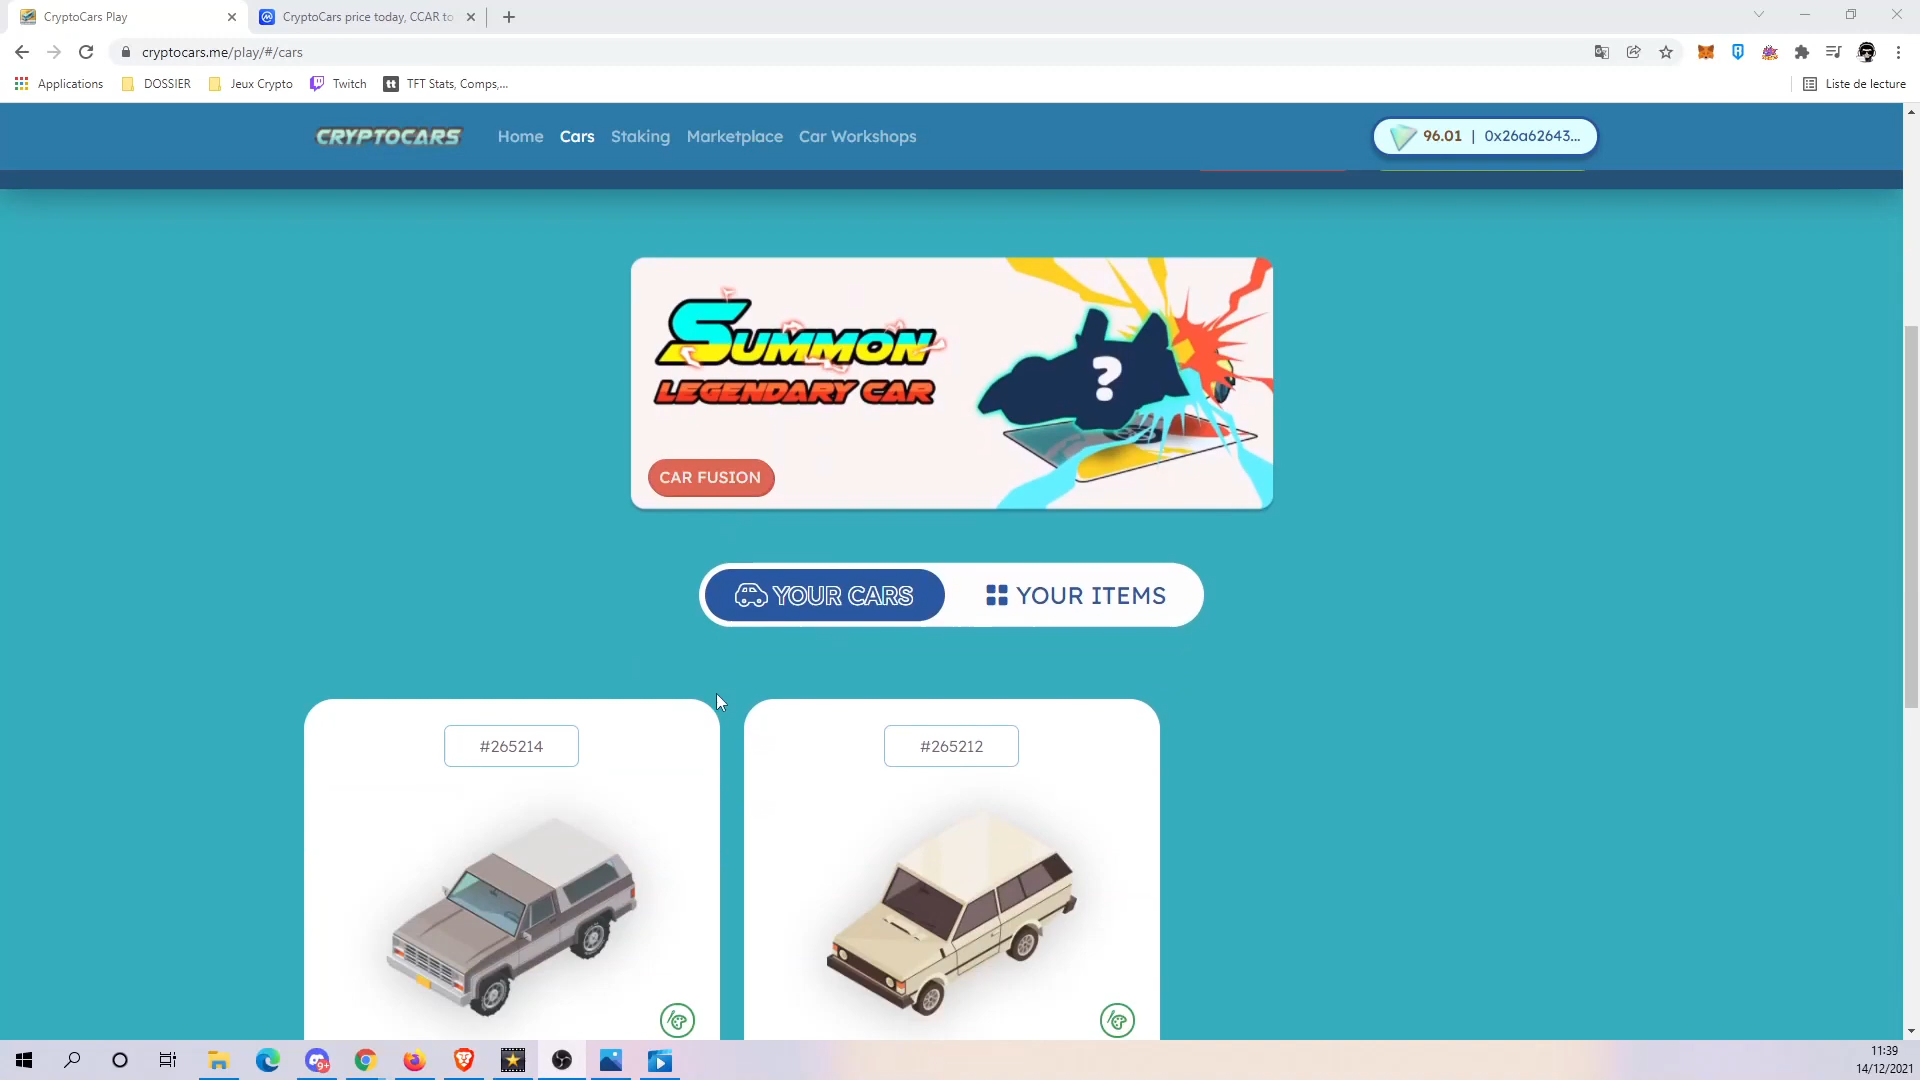 CryptoCars Play
CryptoCars price today, CCAR to
cryptocars.me/play/#/cars
Applications
DOSSIER
Jeux Crypto
Twitch
tt
TFT Stats, Comps,...
Liste de lecture
CRYPTOCARS
Home
Cars
Staking
Marketplace
Car Workshops
96.01 | 0x26a62643...
SUMMON
LEGENDARY CAR
?
CAR FUSION
YOUR CARS
YOUR ITEMS
#265214
#265212
9+
11:39
14/12/2021